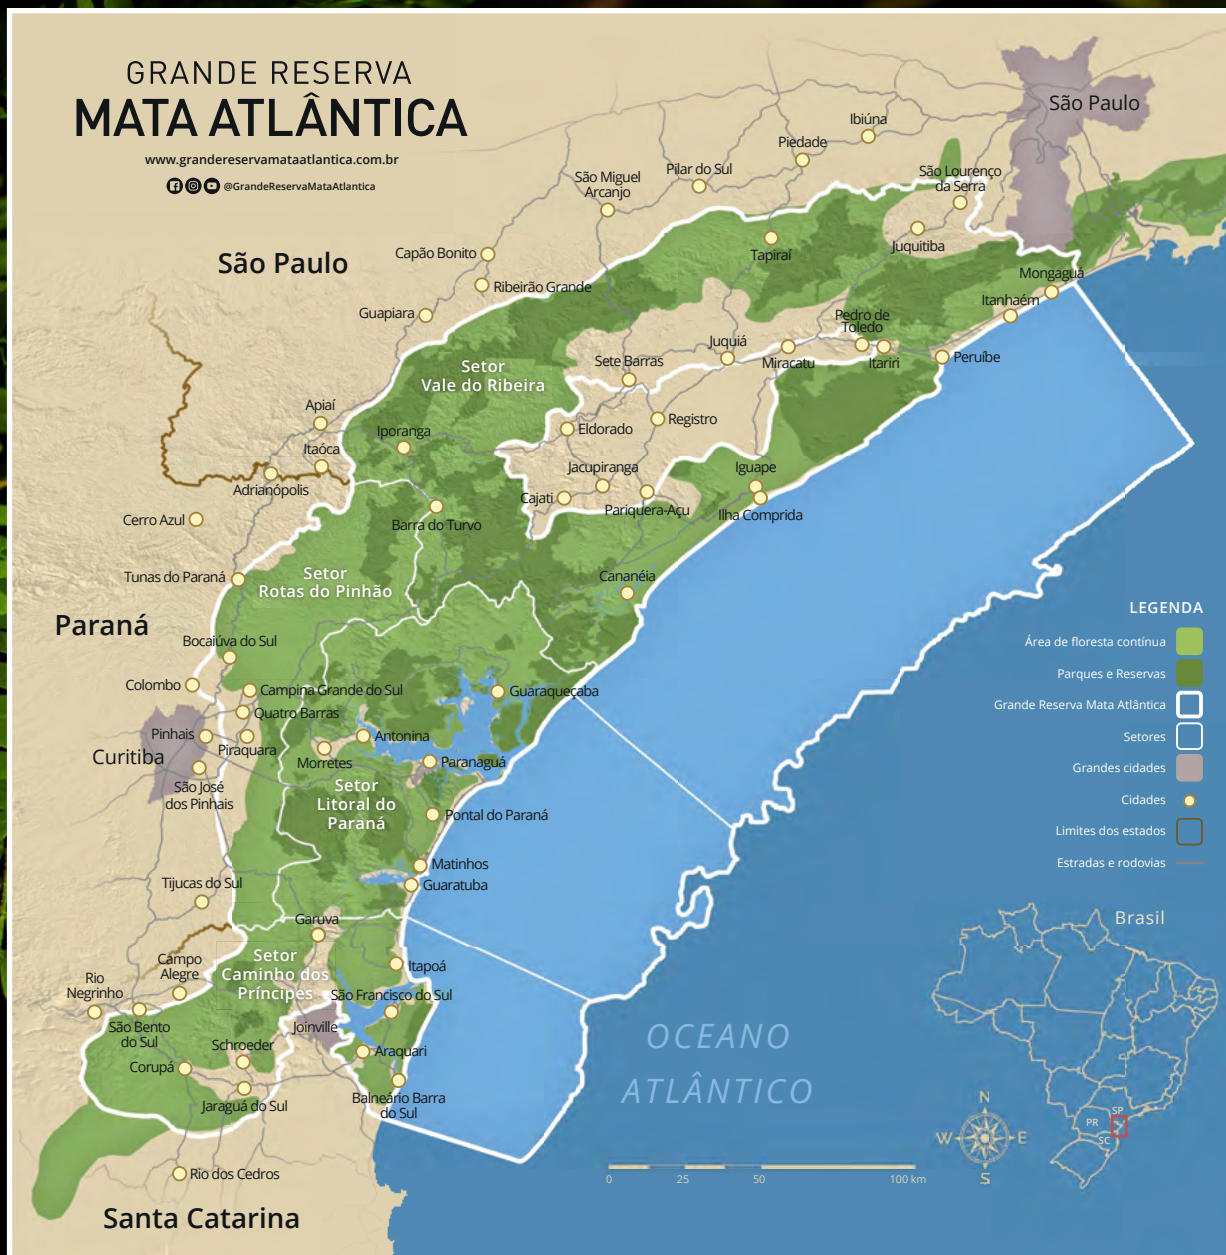 GRANDE RESERVA
MATA ATLÂNTICA
www.grandereservamataatlantica.com.br
@GrandeReservaMataAtlantica
São Paulo
Ibiúna
Piedade
Pilar do Sul
São Miguel
Arcanjo
São Lourenço
da Serra
Juquitiba
Tapiraí
São Paulo
Capão Bonito
Ribeirão Grande
Guapiara
Mongaguá
Itanhaém
Pedro de
Toledo
Juquiá
Miracatu
Itariri
Peruíbe
Sete Barras
Setor
Vale do Ribeira
Apiaí
Iporanga
Itaóca
Eldorado
Registro
Adrianópolis
Jacupiranga
Iguape
Cajati
Pariquera-Açu
Ilha Comprida
Cerro Azul
Barra do Turvo
Tunas do Paraná
Setor
Rotas do Pinhão
Cananéia
Paraná
Bocaiúva do Sul
Colombo
Campina Grande do Sul
Guaraqueçaba
Quatro Barras
Pinhais
Piraquara
Antonina
Curitiba
Morretes
Paranaguá
São José
dos Pinhais
Setor
Litoral do
Paraná
Pontal do Paraná
Matinhos
Guaratuba
Tijucas do Sul
Garuva
Setor
Caminho dos
Príncipes
Campo
Alegre
Itapoá
Rio
Negrinho
São Francisco do Sul
São Bento
do Sul
Joinville
Schroeder
Araquari
Corupá
Jaraguá do Sul
Balneário Barra
do Sul
Rio dos Cedros
Santa Catarina
OCEANO
ATLÂNTICO
LEGENDA
Área de floresta contínua
Parques e Reservas
Grande Reserva Mata Atlântica
Setores
Grandes cidades
Cidades
Limites dos estados
Estradas e rodovias
Brasil
SP
PR
SC
N
W
E
S
0 25 50 100 km